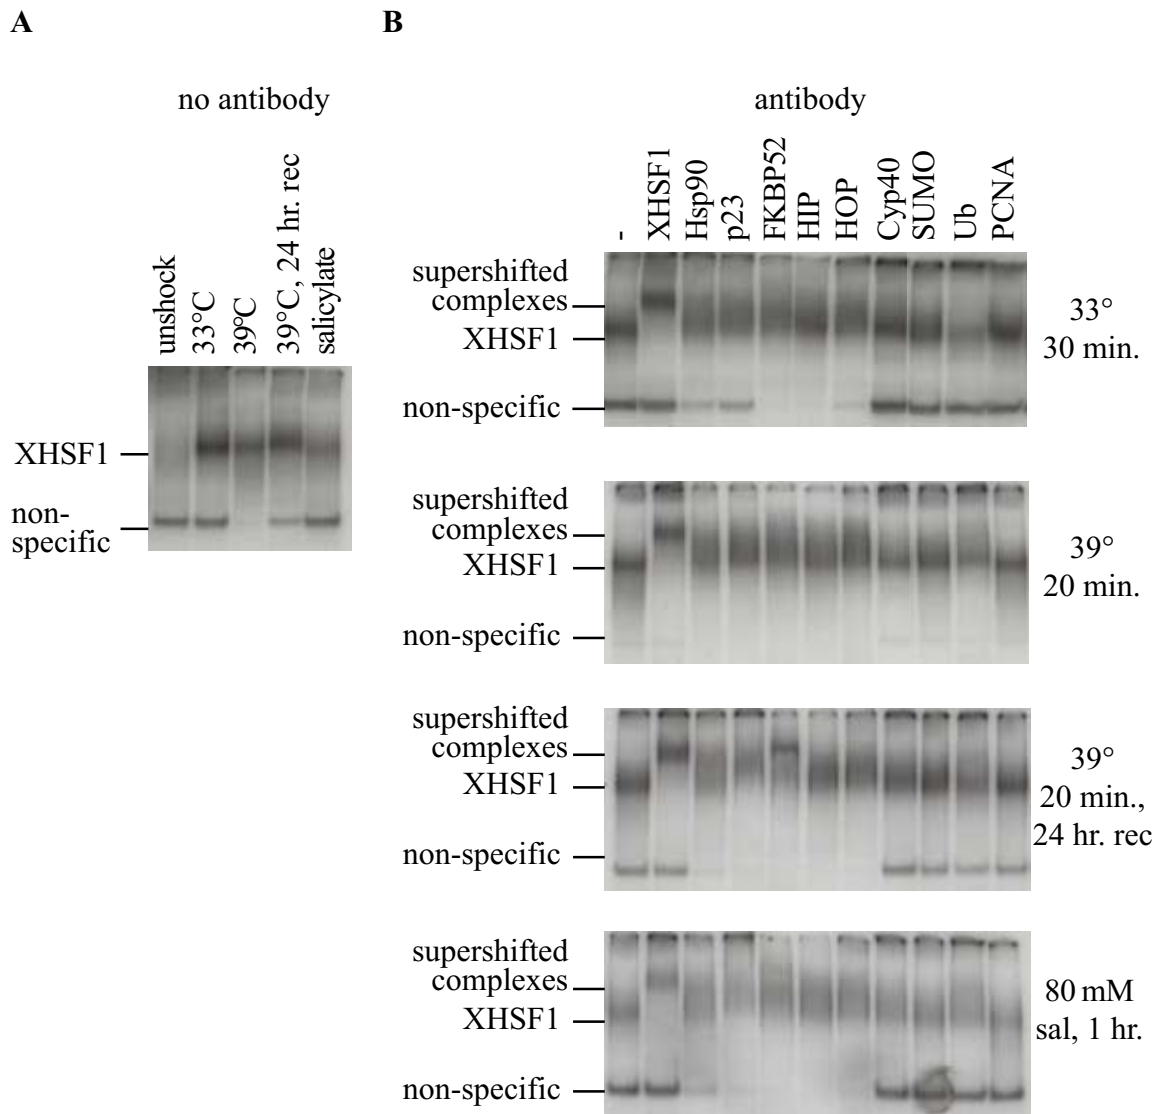 A
no antibody
unshock
33°C
39°C
39°C, 24 hr. rec
salicylate
XHSF1
non-
specific
B
antibody
-
XHSF1
Hsp90
p23
FKBP52
HIP
HOP
Cyp40
SUMO
Ub
PCNA
supershifted
complexes
XHSF1
non-specific
33°
30 min.
supershifted
complexes
XHSF1
non-specific
39°
20 min.
supershifted
complexes
XHSF1
non-specific
39°
20 min.,
24 hr. rec
supershifted
complexes
XHSF1
non-specific
80 mM
sal, 1 hr.